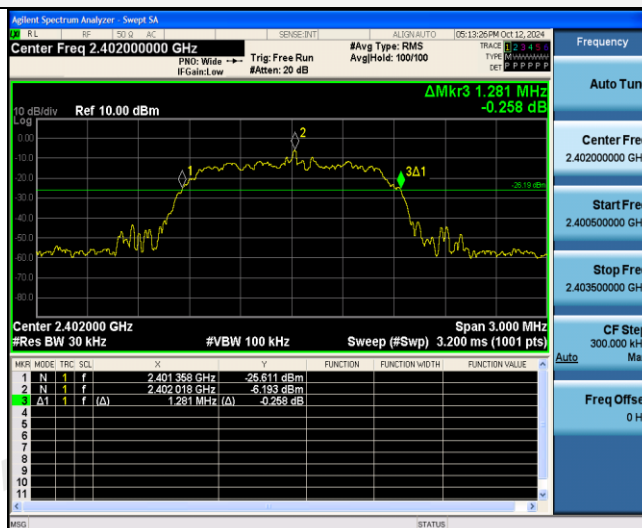 Agilent Spectrum Analyzer - Swept SA
RL RF 50 Ω AC SENSE:INT ALIGN AUTO 05:13:26 PM Oct 12, 2024
Center Freq 2.402000000 GHz #Avg Type: RMS TRACE 1 2 3 4 5 6
PNO: Wide Trig: Free Run Avg|Hold: 100/100 TYPE M
IFGain:Low #Atten: 20 dB DET P P P P P P
ΔMkr3 1.281 MHz
-0.258 dB
10 dB/div Ref 10.00 dBm
Log
0.00
-10.0
-20.0
-30.0
-40.0
-50.0
-60.0
-70.0
-80.0
1
2
3Δ1
-26.19 dBm
Center 2.402000 GHz Span 3.000 MHz
#Res BW 30 kHz #VBW 100 kHz Sweep (#Swp) 3.200 ms (1001 pts)
MKR MODE TRC SCL X Y FUNCTION FUNCTION WIDTH FUNCTION VALUE
1 N 1 f 2.401 358 GHz -25.611 dBm
2 N 1 f 2.402 018 GHz -6.193 dBm
3 Δ1 1 f (Δ) 1.281 MHz (Δ) -0.258 dB
4
5
6
7
8
9
10
11
MSG STATUS
Frequency
Auto Tun
Center Fre
2.402000000 GH
Start Fre
2.400500000 GH
Stop Fre
2.403500000 GH
CF Step
300.000 kH
Auto Ma
Freq Offse
0 H